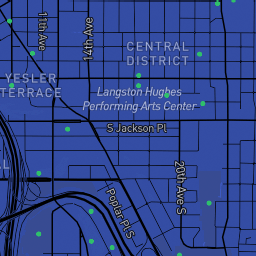 11th Ave
14th Ave
CENTRAL
DISTRICT
YESLER
TERRACE
Langston Hughes
Performing Arts Center
S Jackson Pl
20th Ave S
Poplar Pl S